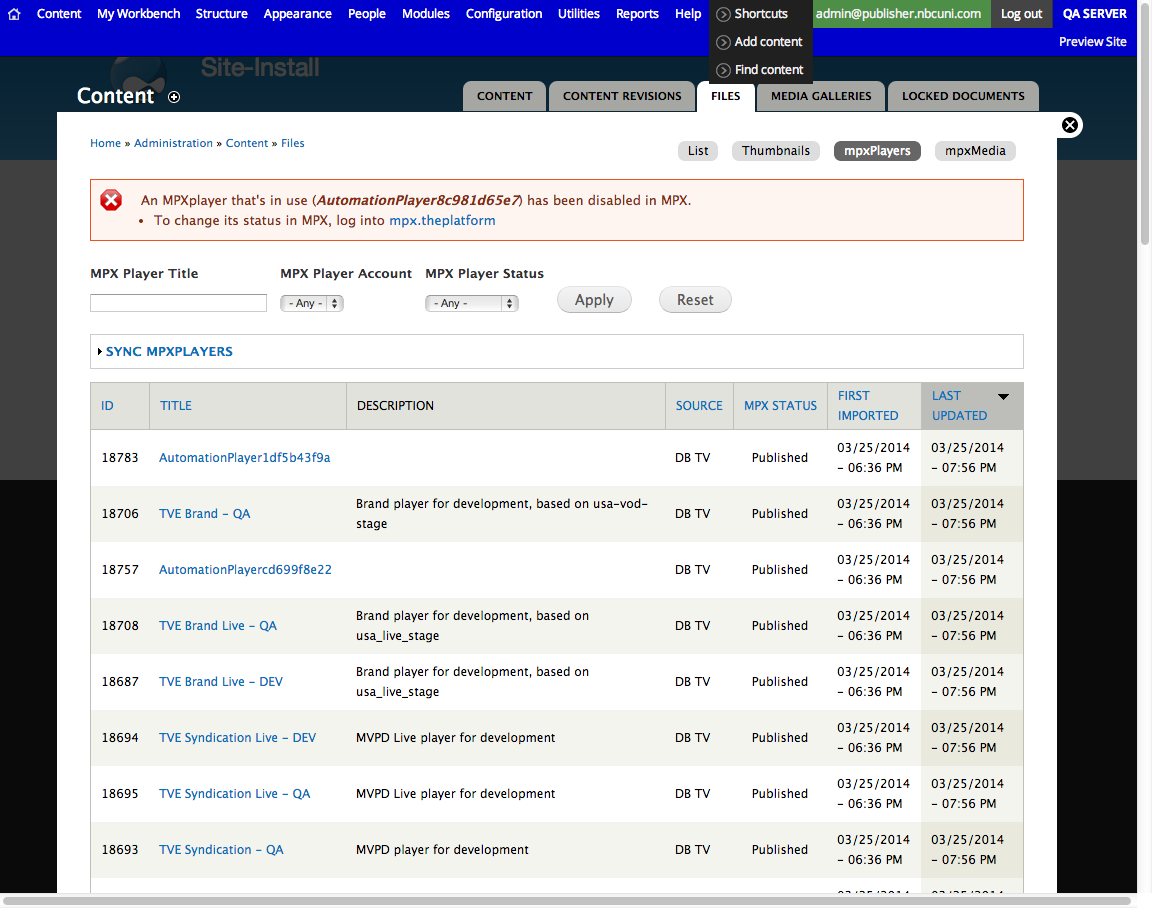 Content My Workbench Structure Appearance People Modules Configuration Utilities Reports Help Shortcuts admin@publisher.nbcuni.com Log out QA SERVER
Add content Preview Site
Find content
Site-Install
Content
CONTENT CONTENT REVISIONS FILES MEDIA GALLERIES LOCKED DOCUMENTS
Home » Administration » Content » Files
List Thumbnails mpxPlayers mpxMedia
An MPXplayer that's in use (AutomationPlayer8c981d65e7) has been disabled in MPX.
• To change its status in MPX, log into mpx.theplatform
MPX Player Title MPX Player Account MPX Player Status
- Any - - Any - Apply Reset
SYNC MPXPLAYERS
ID TITLE DESCRIPTION SOURCE MPX STATUS FIRST IMPORTED LAST UPDATED
18783 AutomationPlayer1df5b43f9a DB TV Published 03/25/2014 - 06:36 PM 03/25/2014 - 07:56 PM
18706 TVE Brand - QA Brand player for development, based on usa-vod-stage DB TV Published 03/25/2014 - 06:36 PM 03/25/2014 - 07:56 PM
18757 AutomationPlayercd699f8e22 DB TV Published 03/25/2014 - 06:36 PM 03/25/2014 - 07:56 PM
18708 TVE Brand Live - QA Brand player for development, based on usa_live_stage DB TV Published 03/25/2014 - 06:36 PM 03/25/2014 - 07:56 PM
18687 TVE Brand Live - DEV Brand player for development, based on usa_live_stage DB TV Published 03/25/2014 - 06:36 PM 03/25/2014 - 07:56 PM
18694 TVE Syndication Live - DEV MVPD Live player for development DB TV Published 03/25/2014 - 06:36 PM 03/25/2014 - 07:56 PM
18695 TVE Syndication Live - QA MVPD Live player for development DB TV Published 03/25/2014 - 06:36 PM 03/25/2014 - 07:56 PM
18693 TVE Syndication - QA MVPD player for development DB TV Published 03/25/2014 - 06:36 PM 03/25/2014 - 07:56 PM